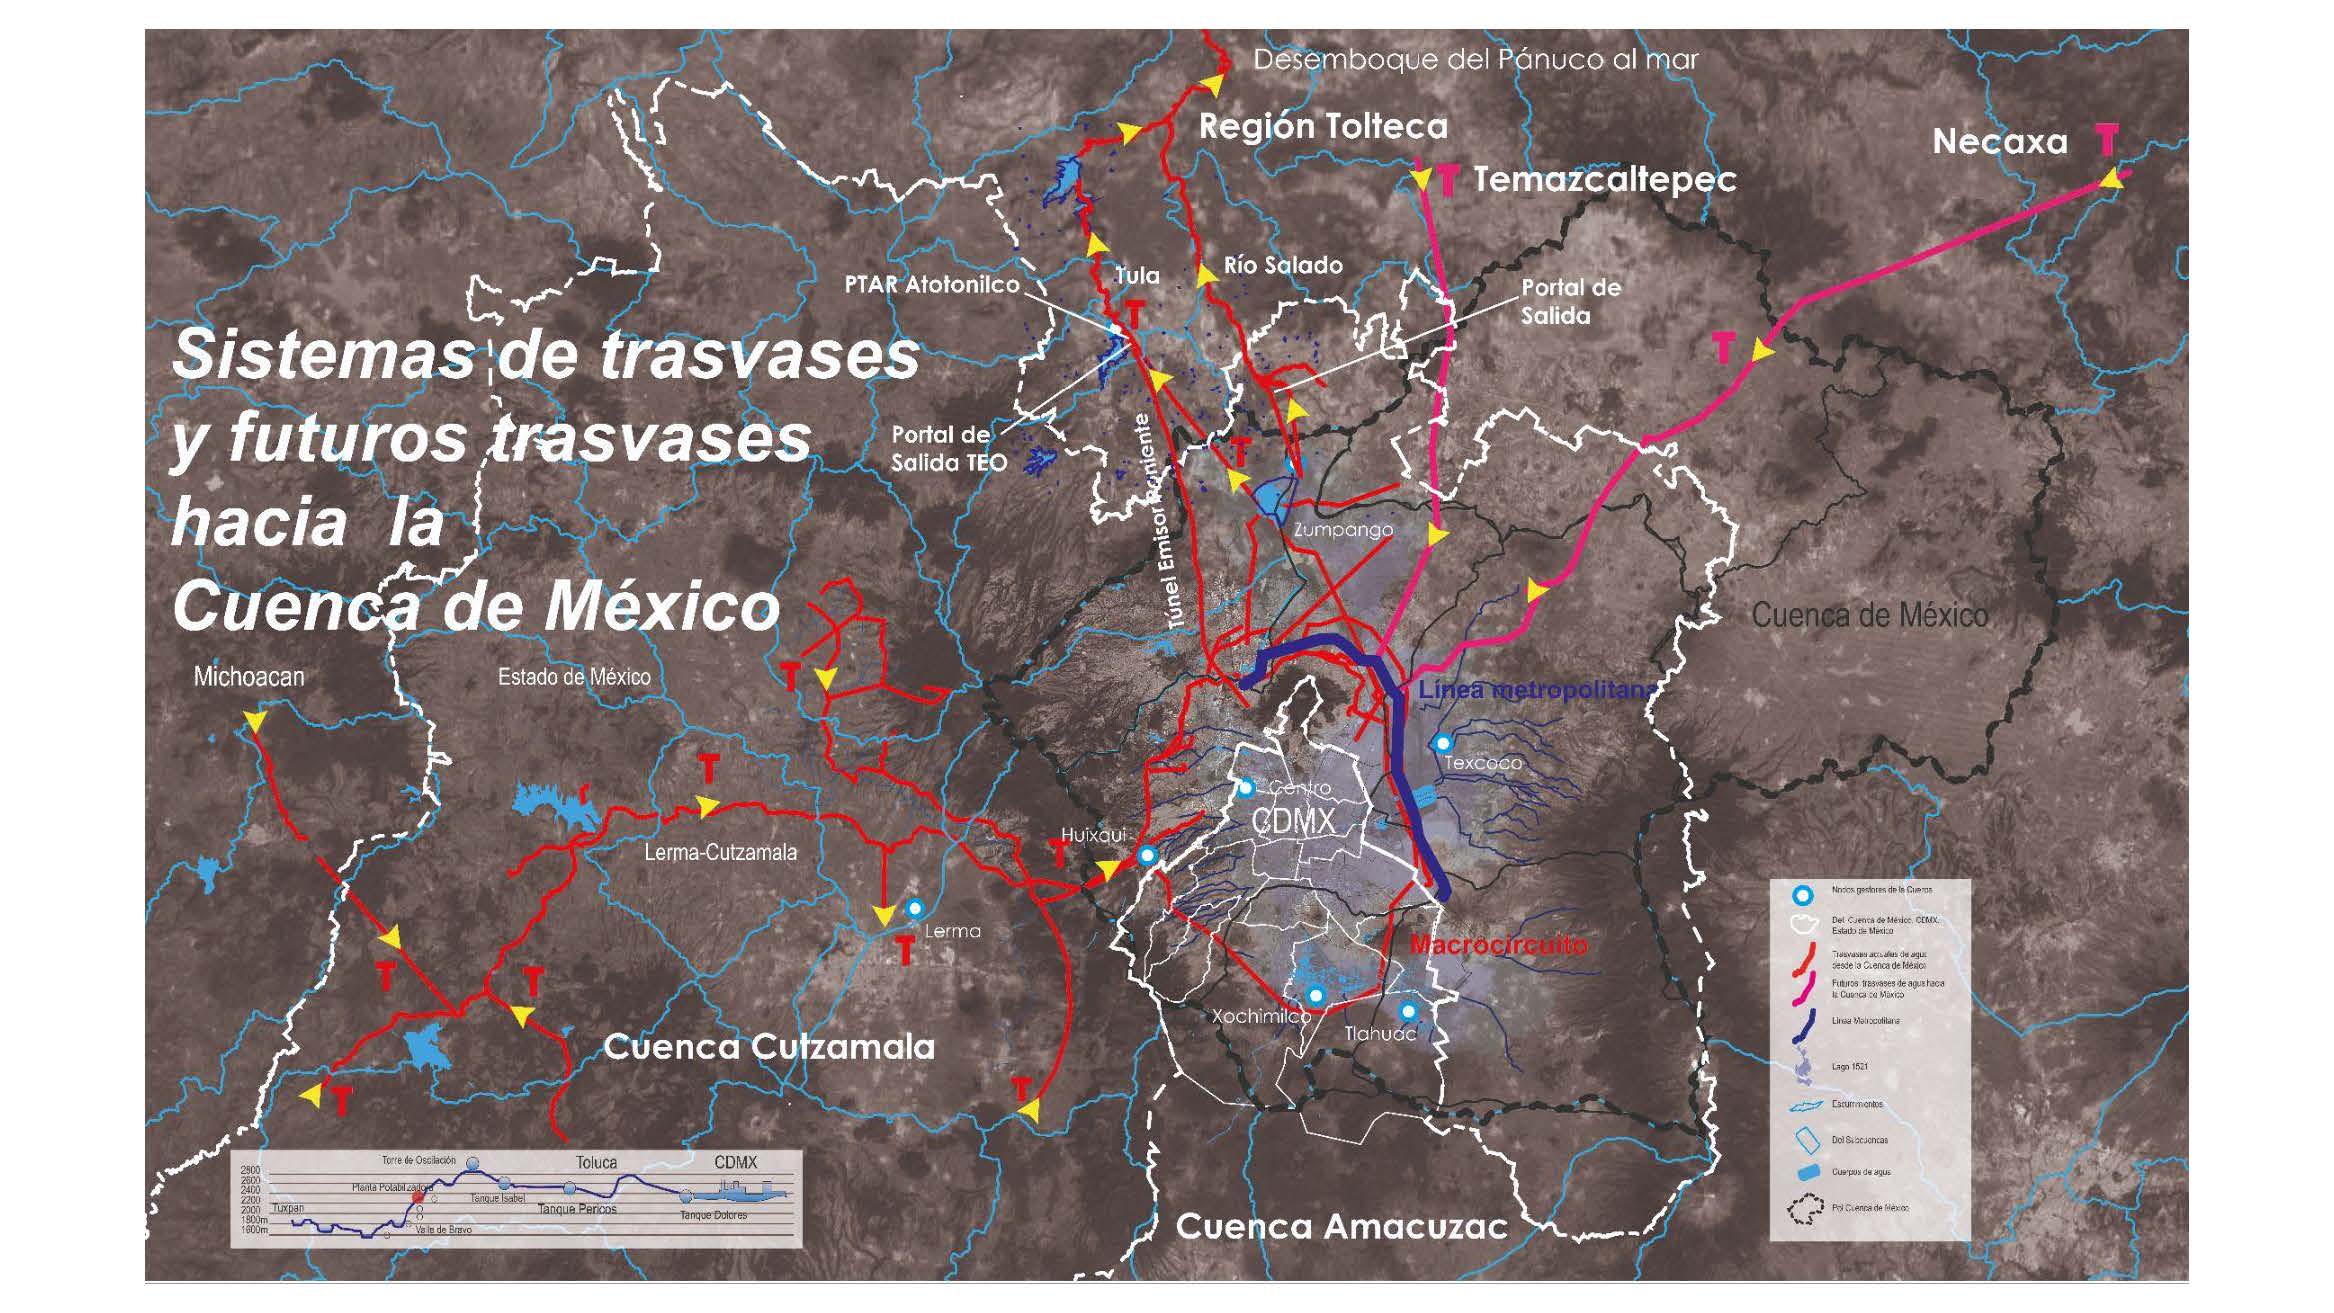 Desemboque del Pánuco al mar
Región Tolteca
Necaxa T
T Temazcaltepec
PTAR Atotonilco
Tula
T
Río Salado
Portal de
Salida
T
Sistemas de trasvases
y futuros trasvases
hacia la
Cuenca de México
Portal de
Salida TEO
T
Túnel Emisor Poniente
Zumpango
Cuenca de México
Michoacan
Estado de México
T
Línea metropolitana
T
Texcoco
Centro
CDMX
Huixqui
T
Lerma-Cutzamala
Lerma
T
Macrocircuito
T
T
Xochimilco
Tlahuac
Cuenca Cutzamala
T
T
Cuenca Amacuzac
Torre de Oscilación
Toluca
CDMX
2800
2600
2400
2200
2000
1800m
1600m
Planta Potabilizadora
Tanque Isabel
Tuxpan
Tanque Pericos
Tanque Dolores
Valle de Bravo
Nodos gestores de la Cuenca
Del. Cuenca de México, CDMX,
Estado de México
Trasvases actuales de agua
desde la Cuenca de México
Futuros trasvases de agua hacia
la Cuenca de México
Línea Metropolitana
Lago 1521
Escurrimientos
Del Subcuencas
Cuerpos de agua
Pol Cuenca de México